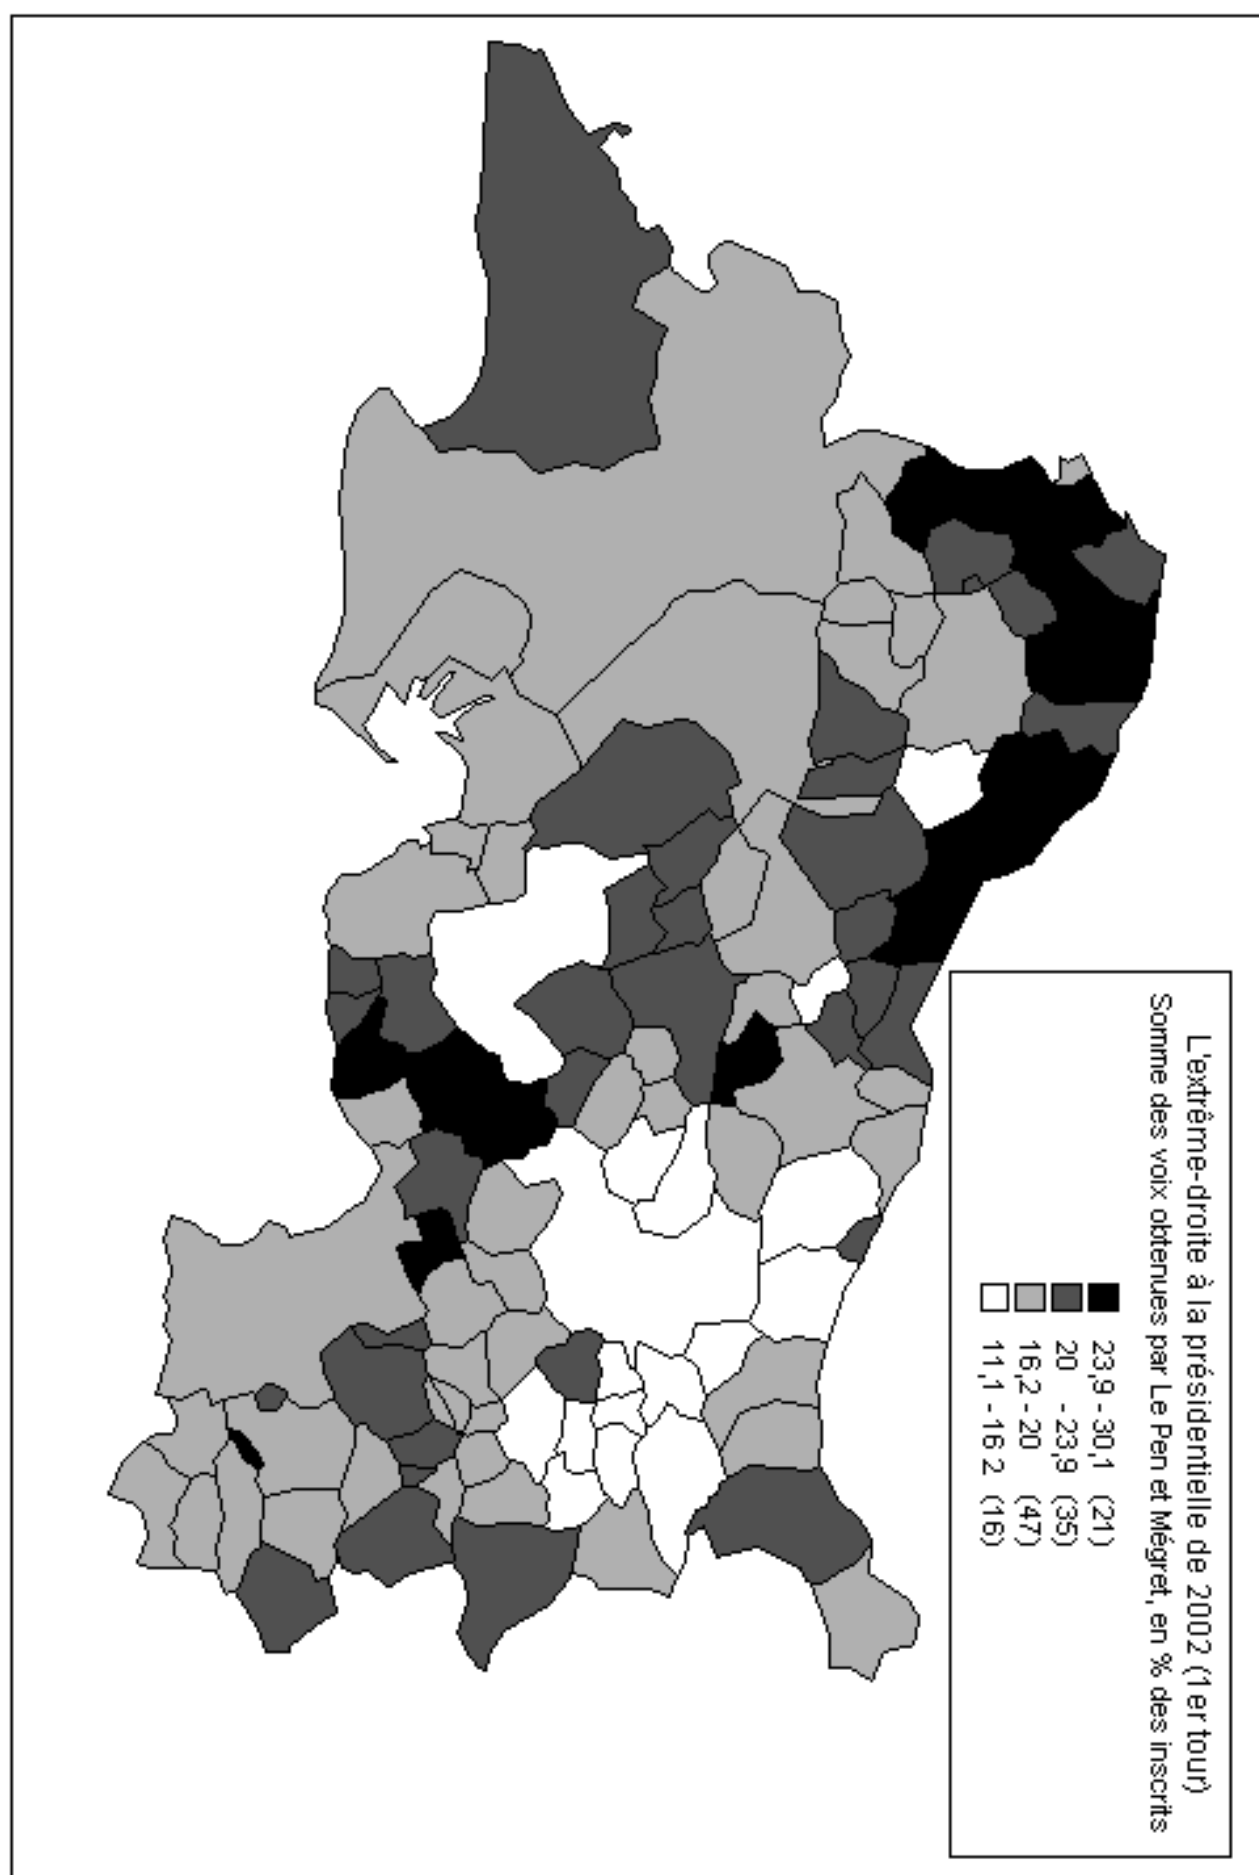 L'extrême-droite à la présidentielle de 2002 (1er tour)
Somme des voix obtenues par Le Pen et Mégret, en % des inscrits
23,9 - 30,1 (21)
20 - 23,9 (35)
16,2 - 20 (47)
11,1 - 16,2 (16)